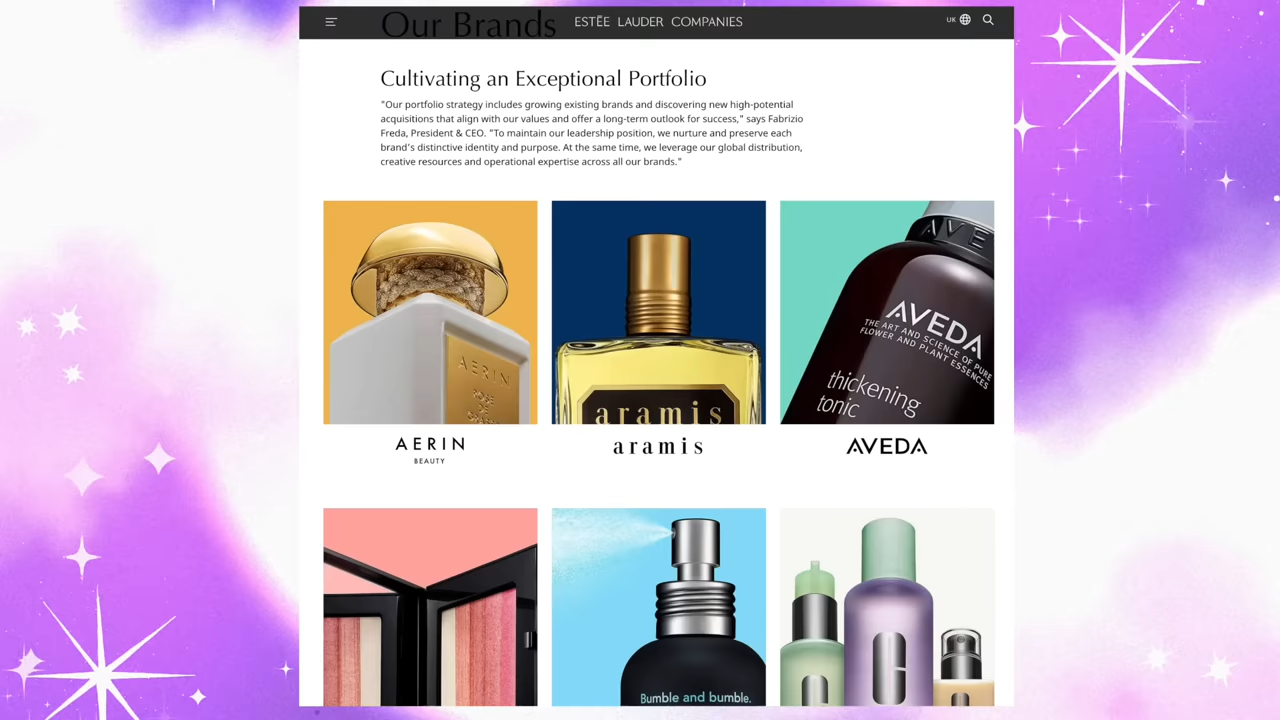 Our Brands
ESTĒE LAUDER COMPANIES
UK
Cultivating an Exceptional Portfolio
"Our portfolio strategy includes growing existing brands and discovering new high-potential
acquisitions that align with our values and offer a long-term outlook for success," says Fabrizio
Freda, President & CEO. "To maintain our leadership position, we nurture and preserve each
brand's distinctive identity and purpose. At the same time, we leverage our global distribution,
creative resources and operational expertise across all our brands."
AERIN
aramis
AVE
AVEDA
THE ART AND SCIENCE OF PURE
FLOWER AND PLANT ESSENCES
thickening
tonic
AERIN
BEAUTY
aramis
AVEDA
Bumble and bumble.